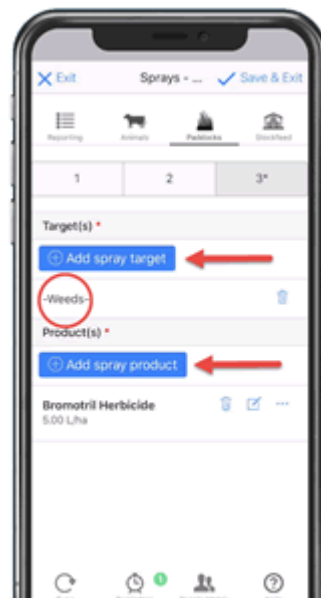 Exit Sprays - ... Save & Exit
Reporting Animals Paddocks Stockfeed
1 2 3*
Target(s) *
Add spray target
-Weeds-
Product(s) *
Add spray product
Bromotril Herbicide
5.00 L/ha ...
1